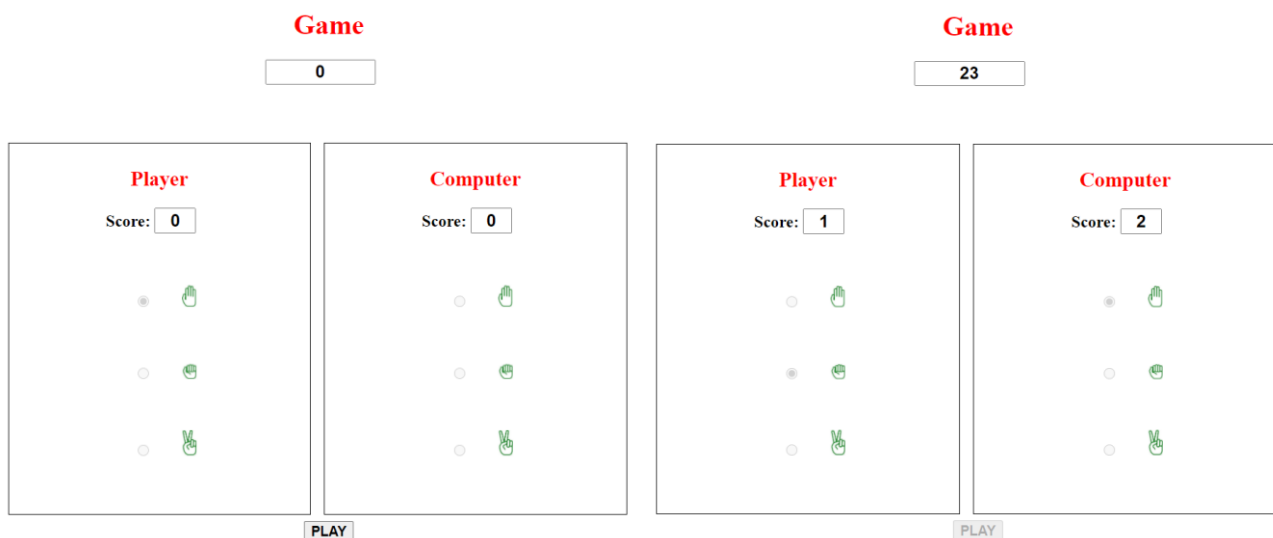 Game
0
Player
Score: 0
Computer
Score: 0
PLAY
Game
23
Player
Score: 1
Computer
Score: 2
PLAY